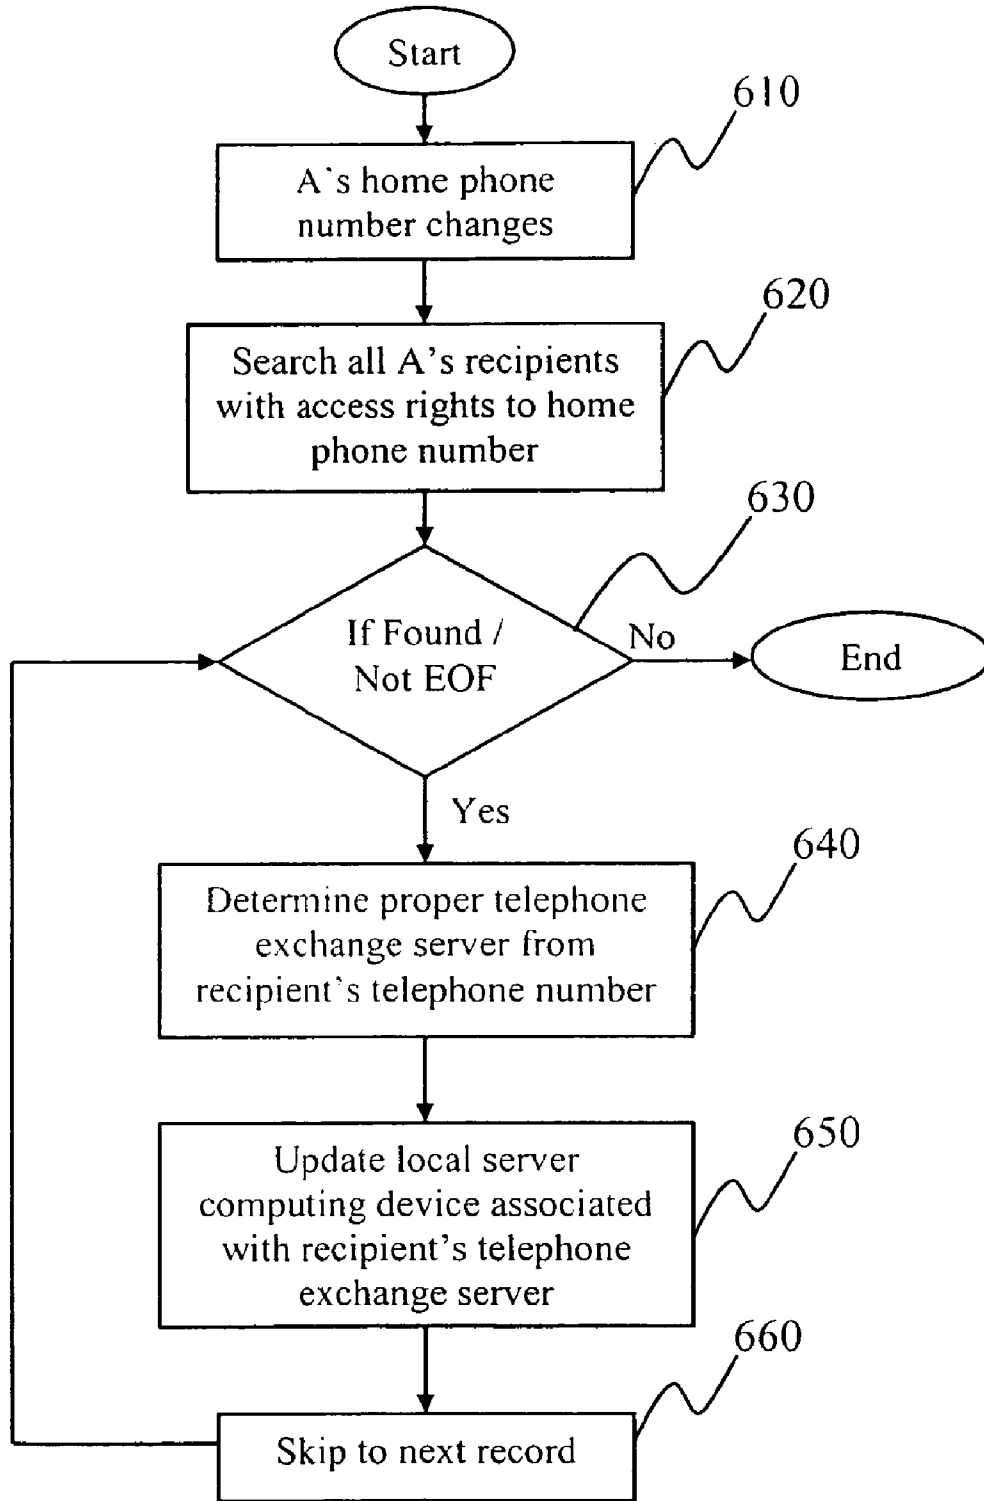 Start
610
A's home phone
number changes
620
Search all A's recipients
with access rights to home
phone number
630
If Found /
Not EOF
No
End
Yes
640
Determine proper telephone
exchange server from
recipient's telephone number
650
Update local server
computing device associated
with recipient's telephone
exchange server
660
Skip to next record